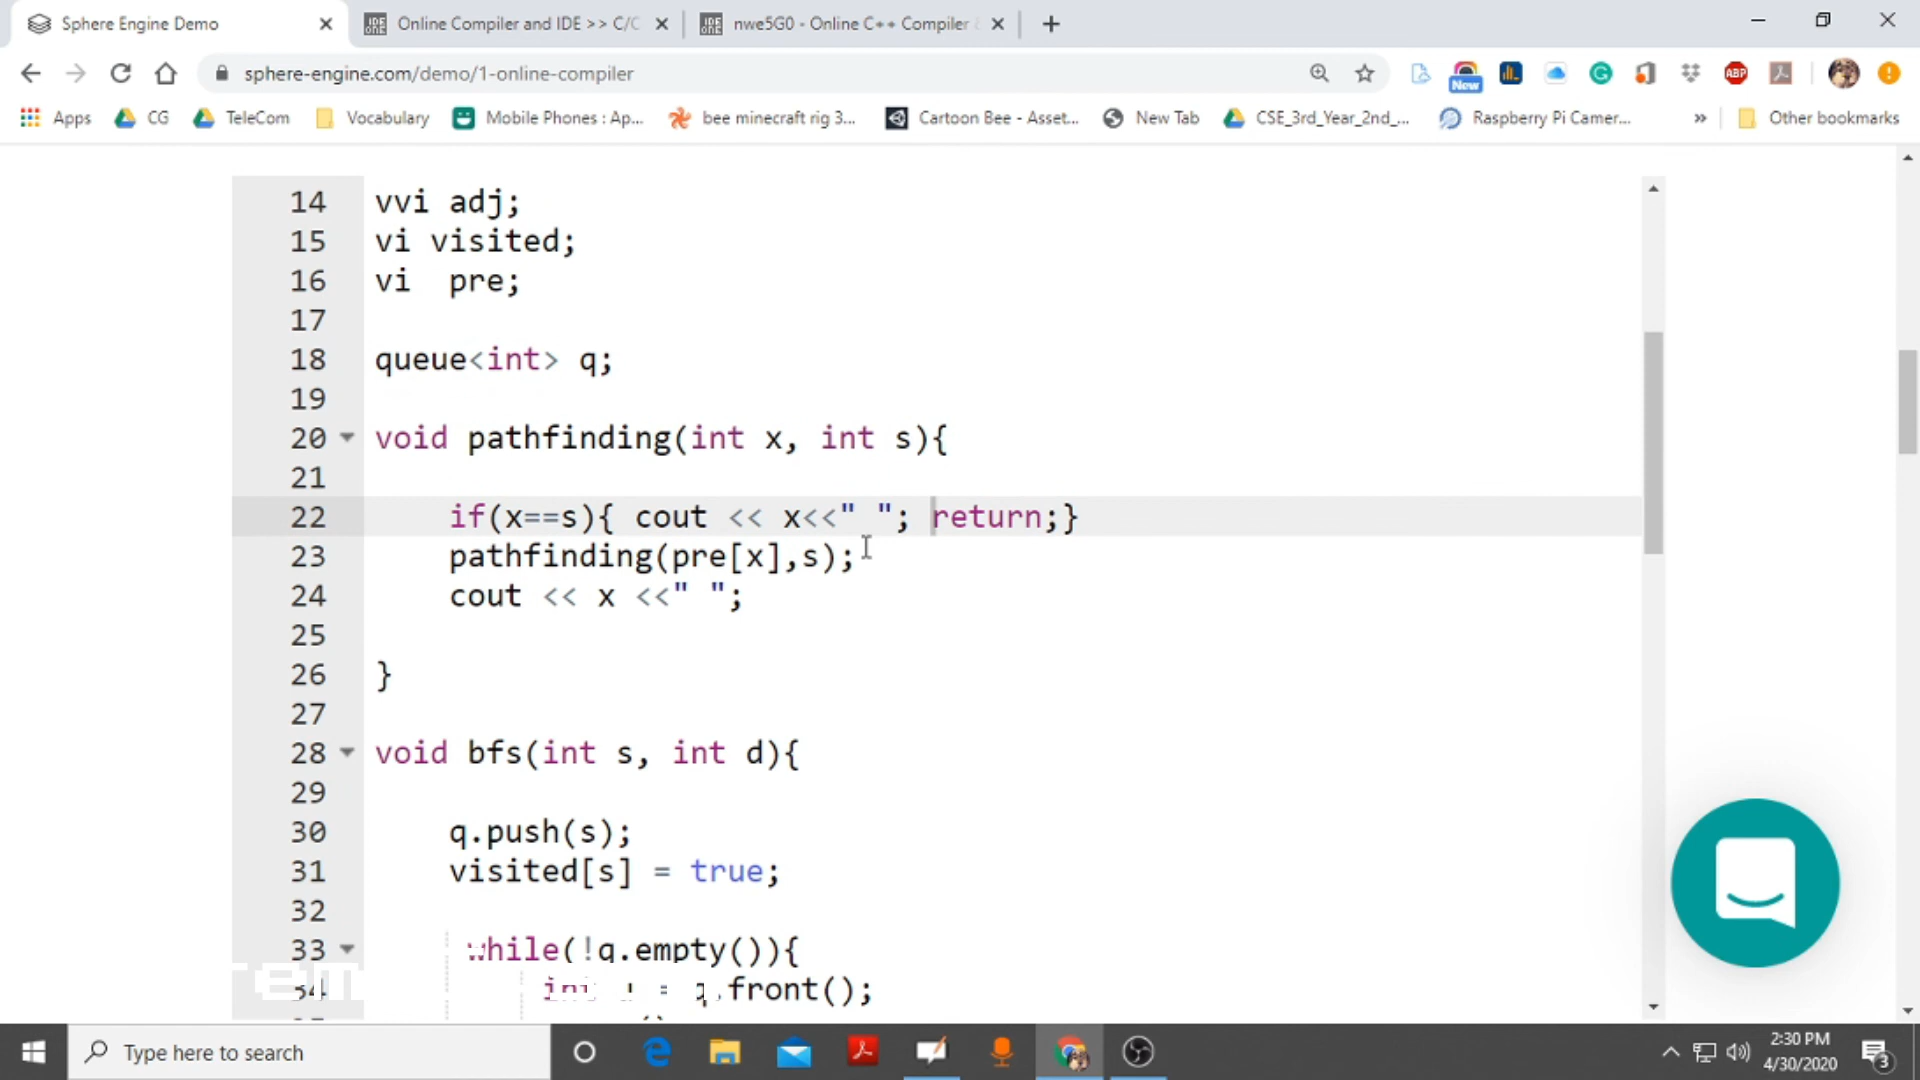 Sphere Engine Demo
Online Compiler and IDE >> C/C
nwe5G0 - Online C++ Compiler &
sphere-engine.com/demo/1-online-compiler
New
ABP
Apps
CG
TeleCom
Vocabulary
Mobile Phones : Ap...
bee minecraft rig 3...
Cartoon Bee - Asset...
New Tab
CSE_3rd_Year_2nd_...
Raspberry Pi Camer...
»
Other bookmarks
14 vvi adj;
15 vi visited;
16 vi  pre;
17
18 queue<int> q;
19
20 void pathfinding(int x, int s){
21
22 if(x==s){ cout << x<<" "; return;}
23 pathfinding(pre[x],s);
24 cout << x <<" ";
25
26 }
27
28 void bfs(int s, int d){
29
30 q.push(s);
31 visited[s] = true;
32
33 while(!q.empty()){
34 int = q.front();
Type here to search
2:30 PM
4/30/2020
3